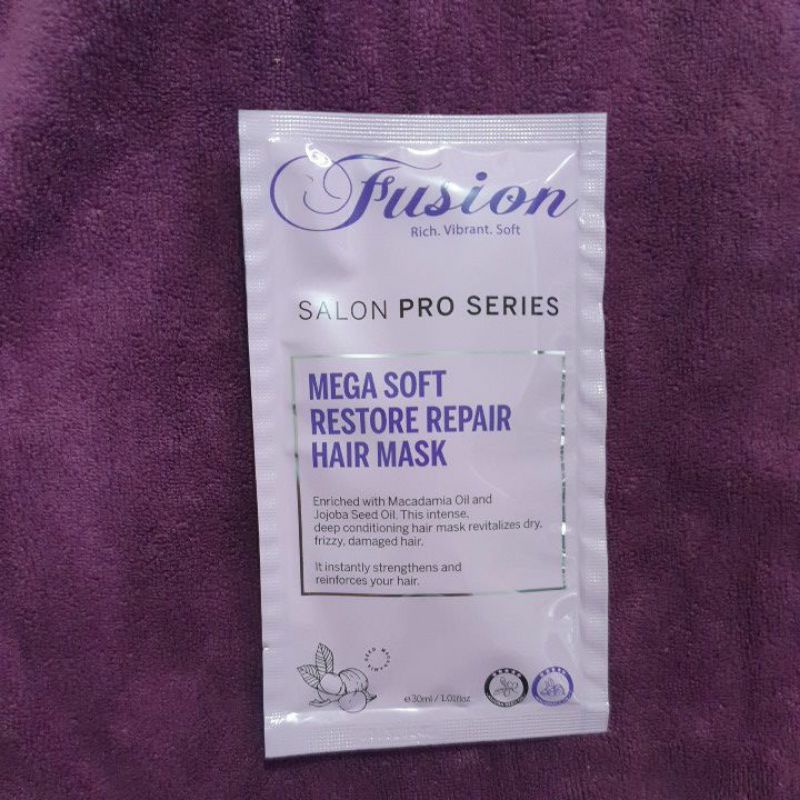 Fusion
Rich. Vibrant. Soft
SALON PRO SERIES
MEGA SOFT
RESTORE REPAIR
HAIR MASK
Enriched with Macadamia Oil and
Jojoba Seed Oil. This intense,
deep conditioning hair mask revitalizes dry,
frizzy, damaged hair.
It instantly strengthens and
reinforces your hair.
℮30ml / 1.01floz